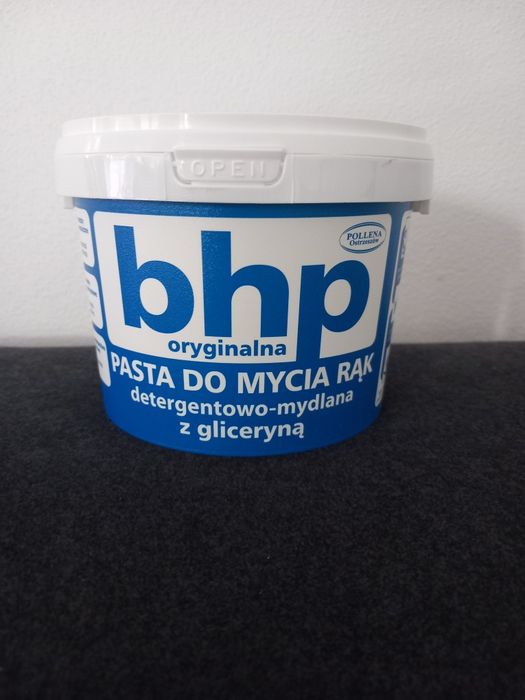 OPEN
POLLENA
Ostrzeszów
bhp
oryginalna
PASTA DO MYCIA RĄK
detergentowo-mydlana
z gliceryną